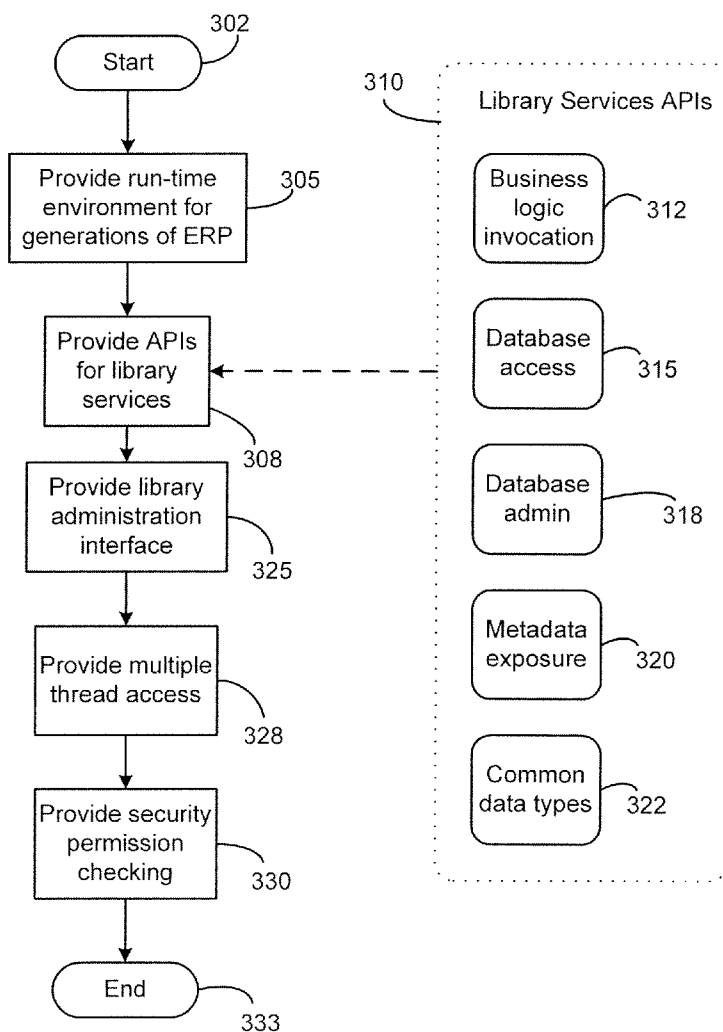 302
Start
Provide run-time
environment for
generations of ERP
305
Provide APIs
for library
services
308
Provide library
administration
interface
325
Provide multiple
thread access
328
Provide security
permission
checking
330
End
333
310
Library Services APIs
Business
logic
invocation
312
Database
access
315
Database
admin
318
Metadata
exposure
320
Common
data types
322